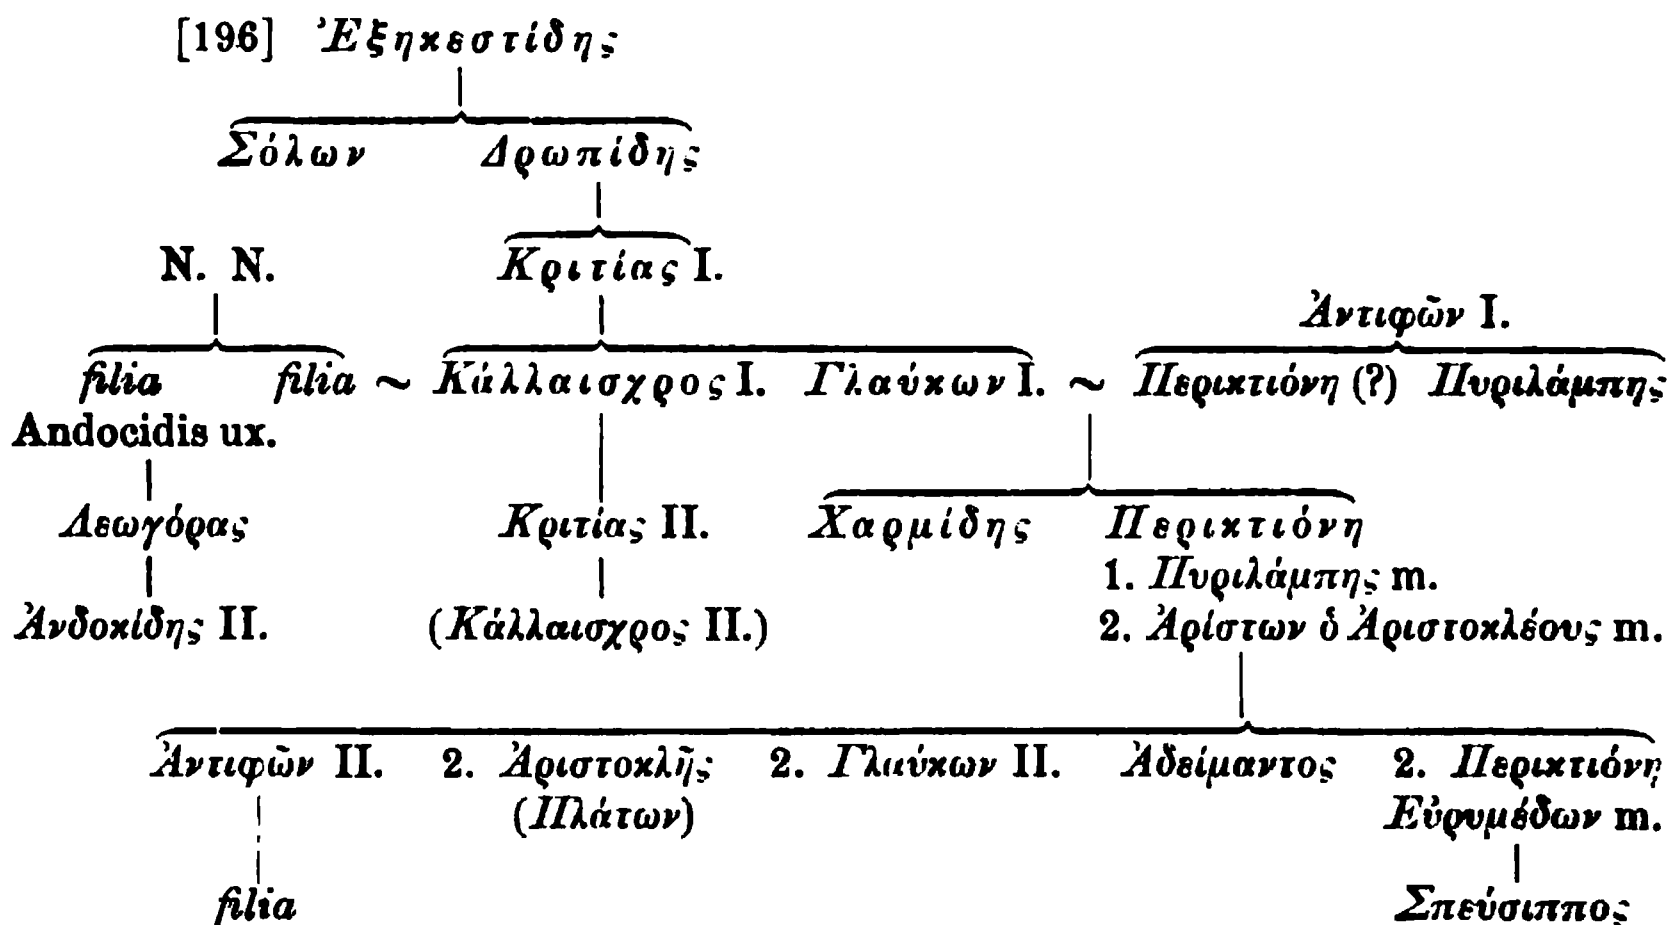 [196] Ἐξηκεστίδης
Σόλων Δρωπίδης
N. N. Κριτίας I.
Ἀντιφῶν I.
filia filia ~ Κάλλαισχρος I. Γλαύκων I. ~ Περικτιόνη (?) Πυριλάμπης
Andocidis ux.
Λεωγόρας Κριτίας II. Χαρμίδης Περικτιόνη
1. Πυριλάμπης m.
Ἀνδοκίδης II. (Κάλλαισχρος II.) 2. Ἀρίστων ὁ Ἀριστοκλέους m.
Ἀντιφῶν II. 2. Ἀριστοκλῆς 2. Γλαύκων II. Ἀδείμαντος 2. Περικτιόνη
(Πλάτων) Εὐρυμέδων m.
filia Σπεύσιππος